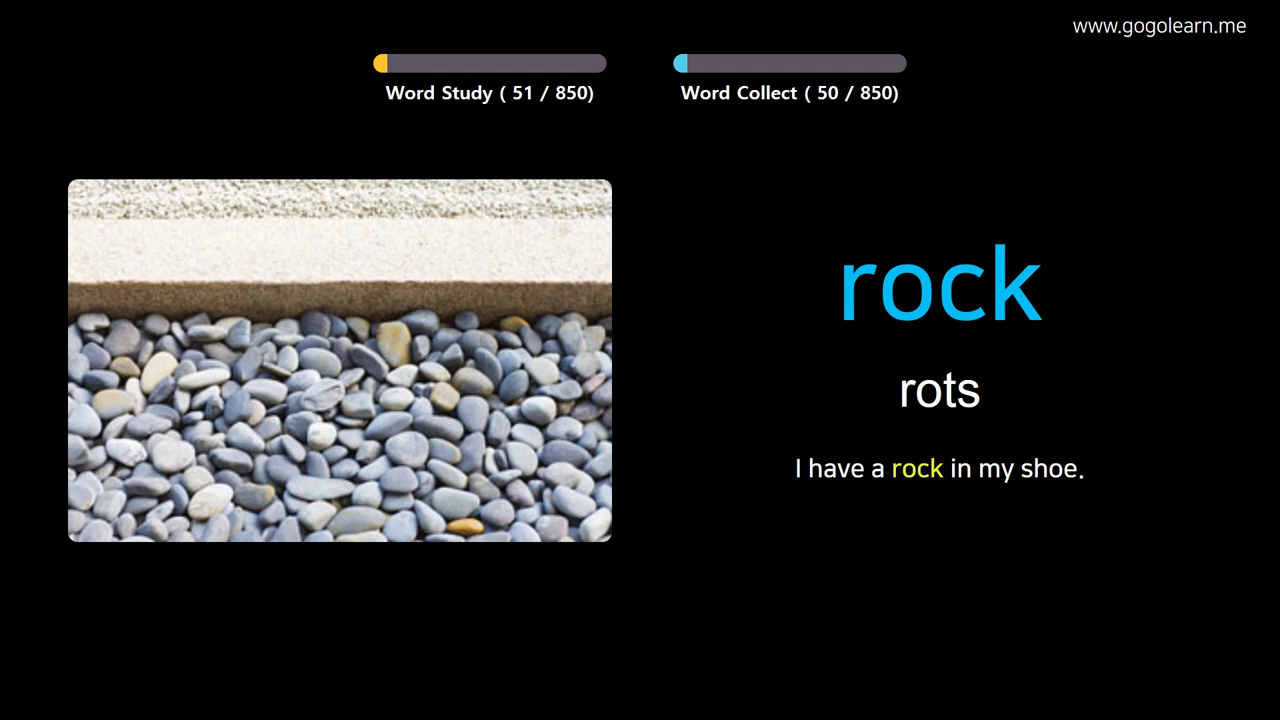 www.gogolearn.me
Word Study ( 51 / 850)
Word Collect ( 50 / 850)
rock
rots
I have a rock in my shoe.